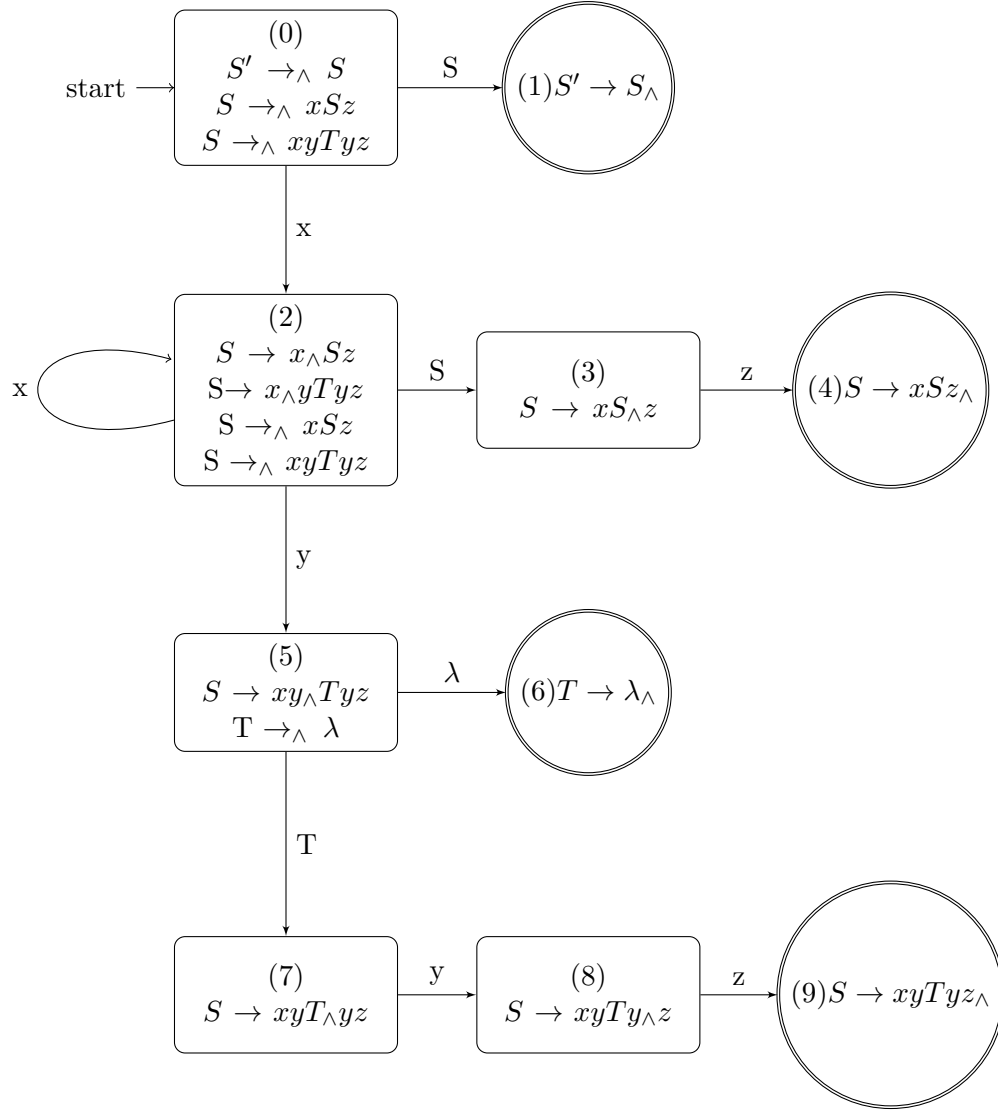 (0)
S′ →∧ S
S →∧ xSz
S →∧ xyTyz
start
S
(1)S′ → S∧
x
(2)
S → x∧Sz
S→ x∧yTyz
S →∧ xSz
S →∧ xyTyz
x
S
(3)
S → xS∧z
z
(4)S → xSz∧
y
(5)
S → xy∧Tyz
T →∧ λ
λ
(6)T → λ∧
T
(7)
S → xyT∧yz
y
(8)
S → xyTy∧z
z
(9)S → xyTyz∧